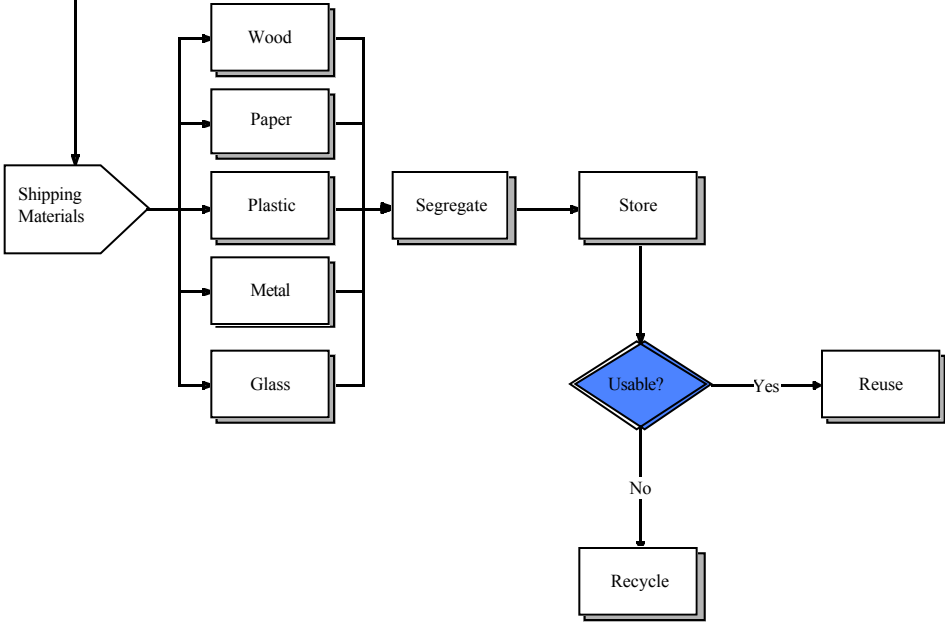 Wood
Paper
Shipping
Materials
Plastic
Segregate
Store
Metal
Glass
Usable?
Yes
Reuse
No
Recycle